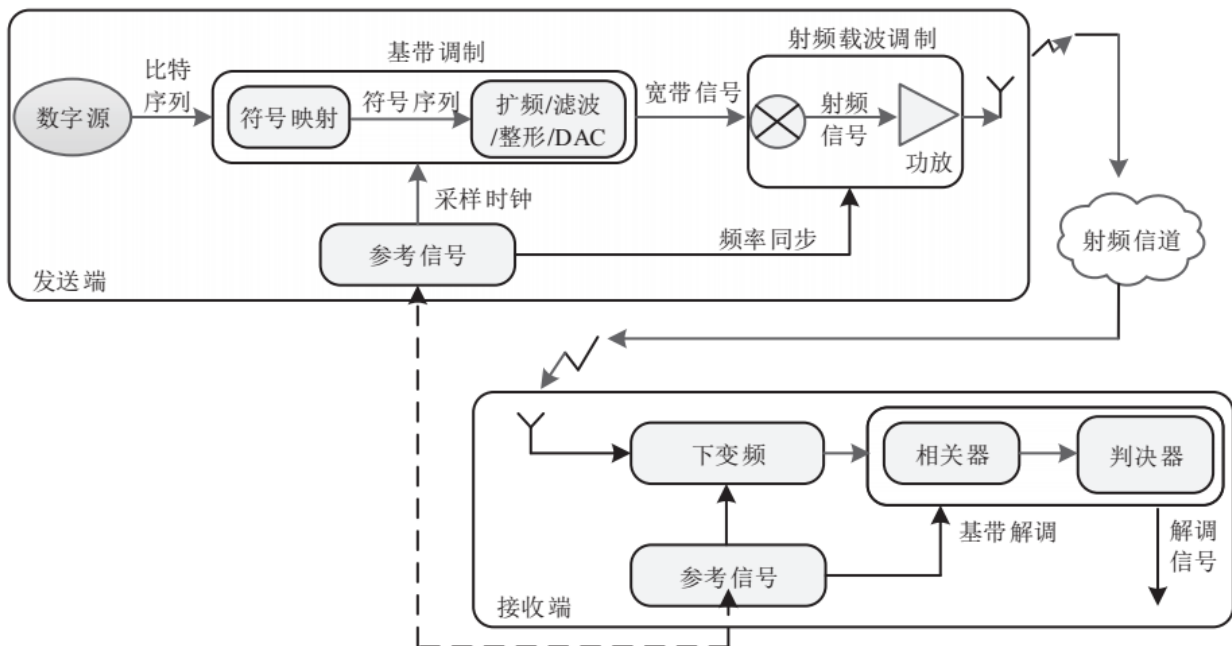 基带调制
射频载波调制
比特
序列
数字源
符号映射
符号序列
扩频/滤波
/整形/DAC
宽带信号
射频
信号
功放
采样时钟
参考信号
频率同步
发送端
射频信道
下变频
相关器
判决器
基带解调
解调
信号
参考信号
接收端